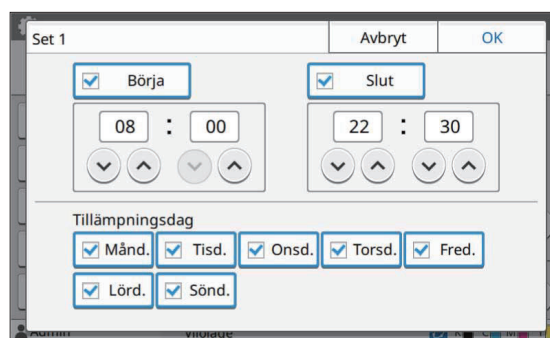 Set 1 Avbryt OK
Börja Slut
08 : 00 22 : 30
Tillämpningsdag
Månd. Tisd. Onsd. Torsd. Fred.
Lörd. Sönd.
Admin Viloläge K C M Y